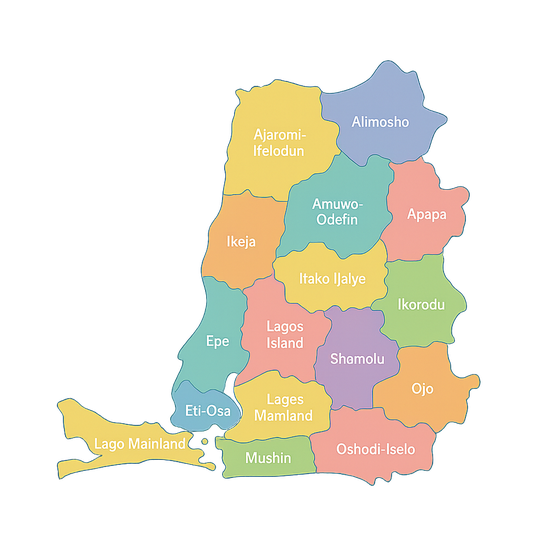 Alimosho
Ajaromi-
Ifelodun
Amuwo-
Odefin
Apapa
Ikeja
Itako IJalye
Ikorodu
Epe
Lagos
Island
Shamolu
Ojo
Eti-Osa
Lages
Mamland
Lago Mainland
Mushin
Oshodi-Iselo